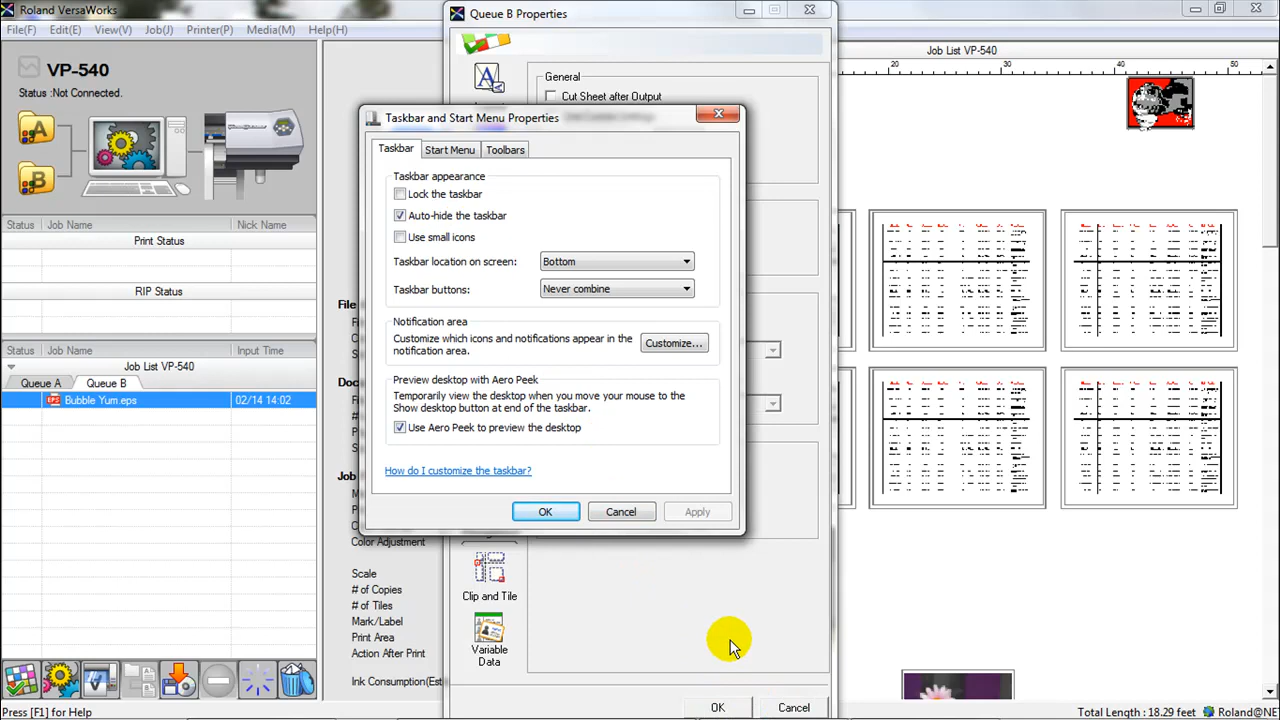 Roland VersaWorks
File(F) Edit(E) View(V) Job(J) Printer(P) Media(M) Help(H)
VP-540
Status :Not Connected.
A
B
Status Job Name Nick Name
Print Status
RIP Status
Status Job Name Input Time
Job List VP-540
Queue A Queue B
EPS Bubble Yum.eps 02/14 14:02
Press [F1] for Help
File
Doc
#
Job
Color Adjustment
Scale
# of Copies
# of Tiles
Mark/Label
Print Area
Action After Print
Ink Consumption(Est
Queue B Properties
General
Cut Sheet after Output
Taskbar and Start Menu Properties
Taskbar Start Menu Toolbars
Taskbar appearance
Lock the taskbar
Auto-hide the taskbar
Use small icons
Taskbar location on screen: Bottom
Taskbar buttons: Never combine
Notification area
Customize which icons and notifications appear in the
notification area.
Customize...
Preview desktop with Aero Peek
Temporarily view the desktop when you move your mouse to the
Show desktop button at end of the taskbar.
Use Aero Peek to preview the desktop
How do I customize the taskbar?
OK Cancel Apply
Clip and Tile
Variable
Data
OK Cancel
Job List VP-540
20 30 40 50
Total Length : 18.29 feet Roland@NE